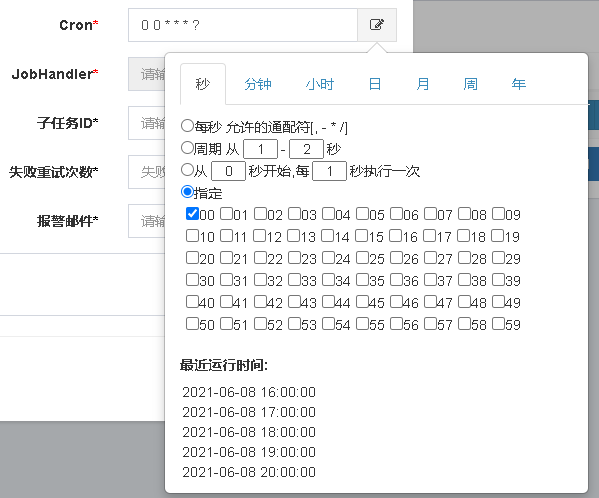 Cron*
0 0 * * * ?
JobHandler*
请输
子任务ID*
请输
失败重试次数*
失败
报警邮件*
请输
秒 分钟 小时 日 月 周 年
每秒 允许的通配符[, - * /]
周期 从 1 - 2 秒
从 0 秒开始,每 1 秒执行一次
指定
00 01 02 03 04 05 06 07 08 09
10 11 12 13 14 15 16 17 18 19
20 21 22 23 24 25 26 27 28 29
30 31 32 33 34 35 36 37 38 39
40 41 42 43 44 45 46 47 48 49
50 51 52 53 54 55 56 57 58 59
最近运行时间:
2021-06-08 16:00:00
2021-06-08 17:00:00
2021-06-08 18:00:00
2021-06-08 19:00:00
2021-06-08 20:00:00